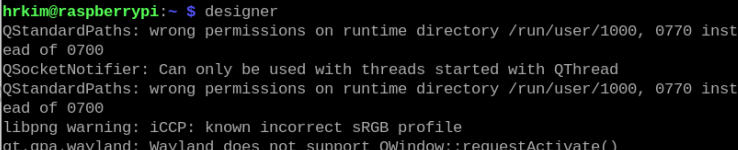 hrkim@raspberrypi:~ $ designer
QStandardPaths: wrong permissions on runtime directory /run/user/1000, 0770 inst
ead of 0700
QSocketNotifier: Can only be used with threads started with QThread
QStandardPaths: wrong permissions on runtime directory /run/user/1000, 0770 inst
ead of 0700
libpng warning: iCCP: known incorrect sRGB profile
qt.qpa.wayland: Wayland does not support QWindow::requestActivate()